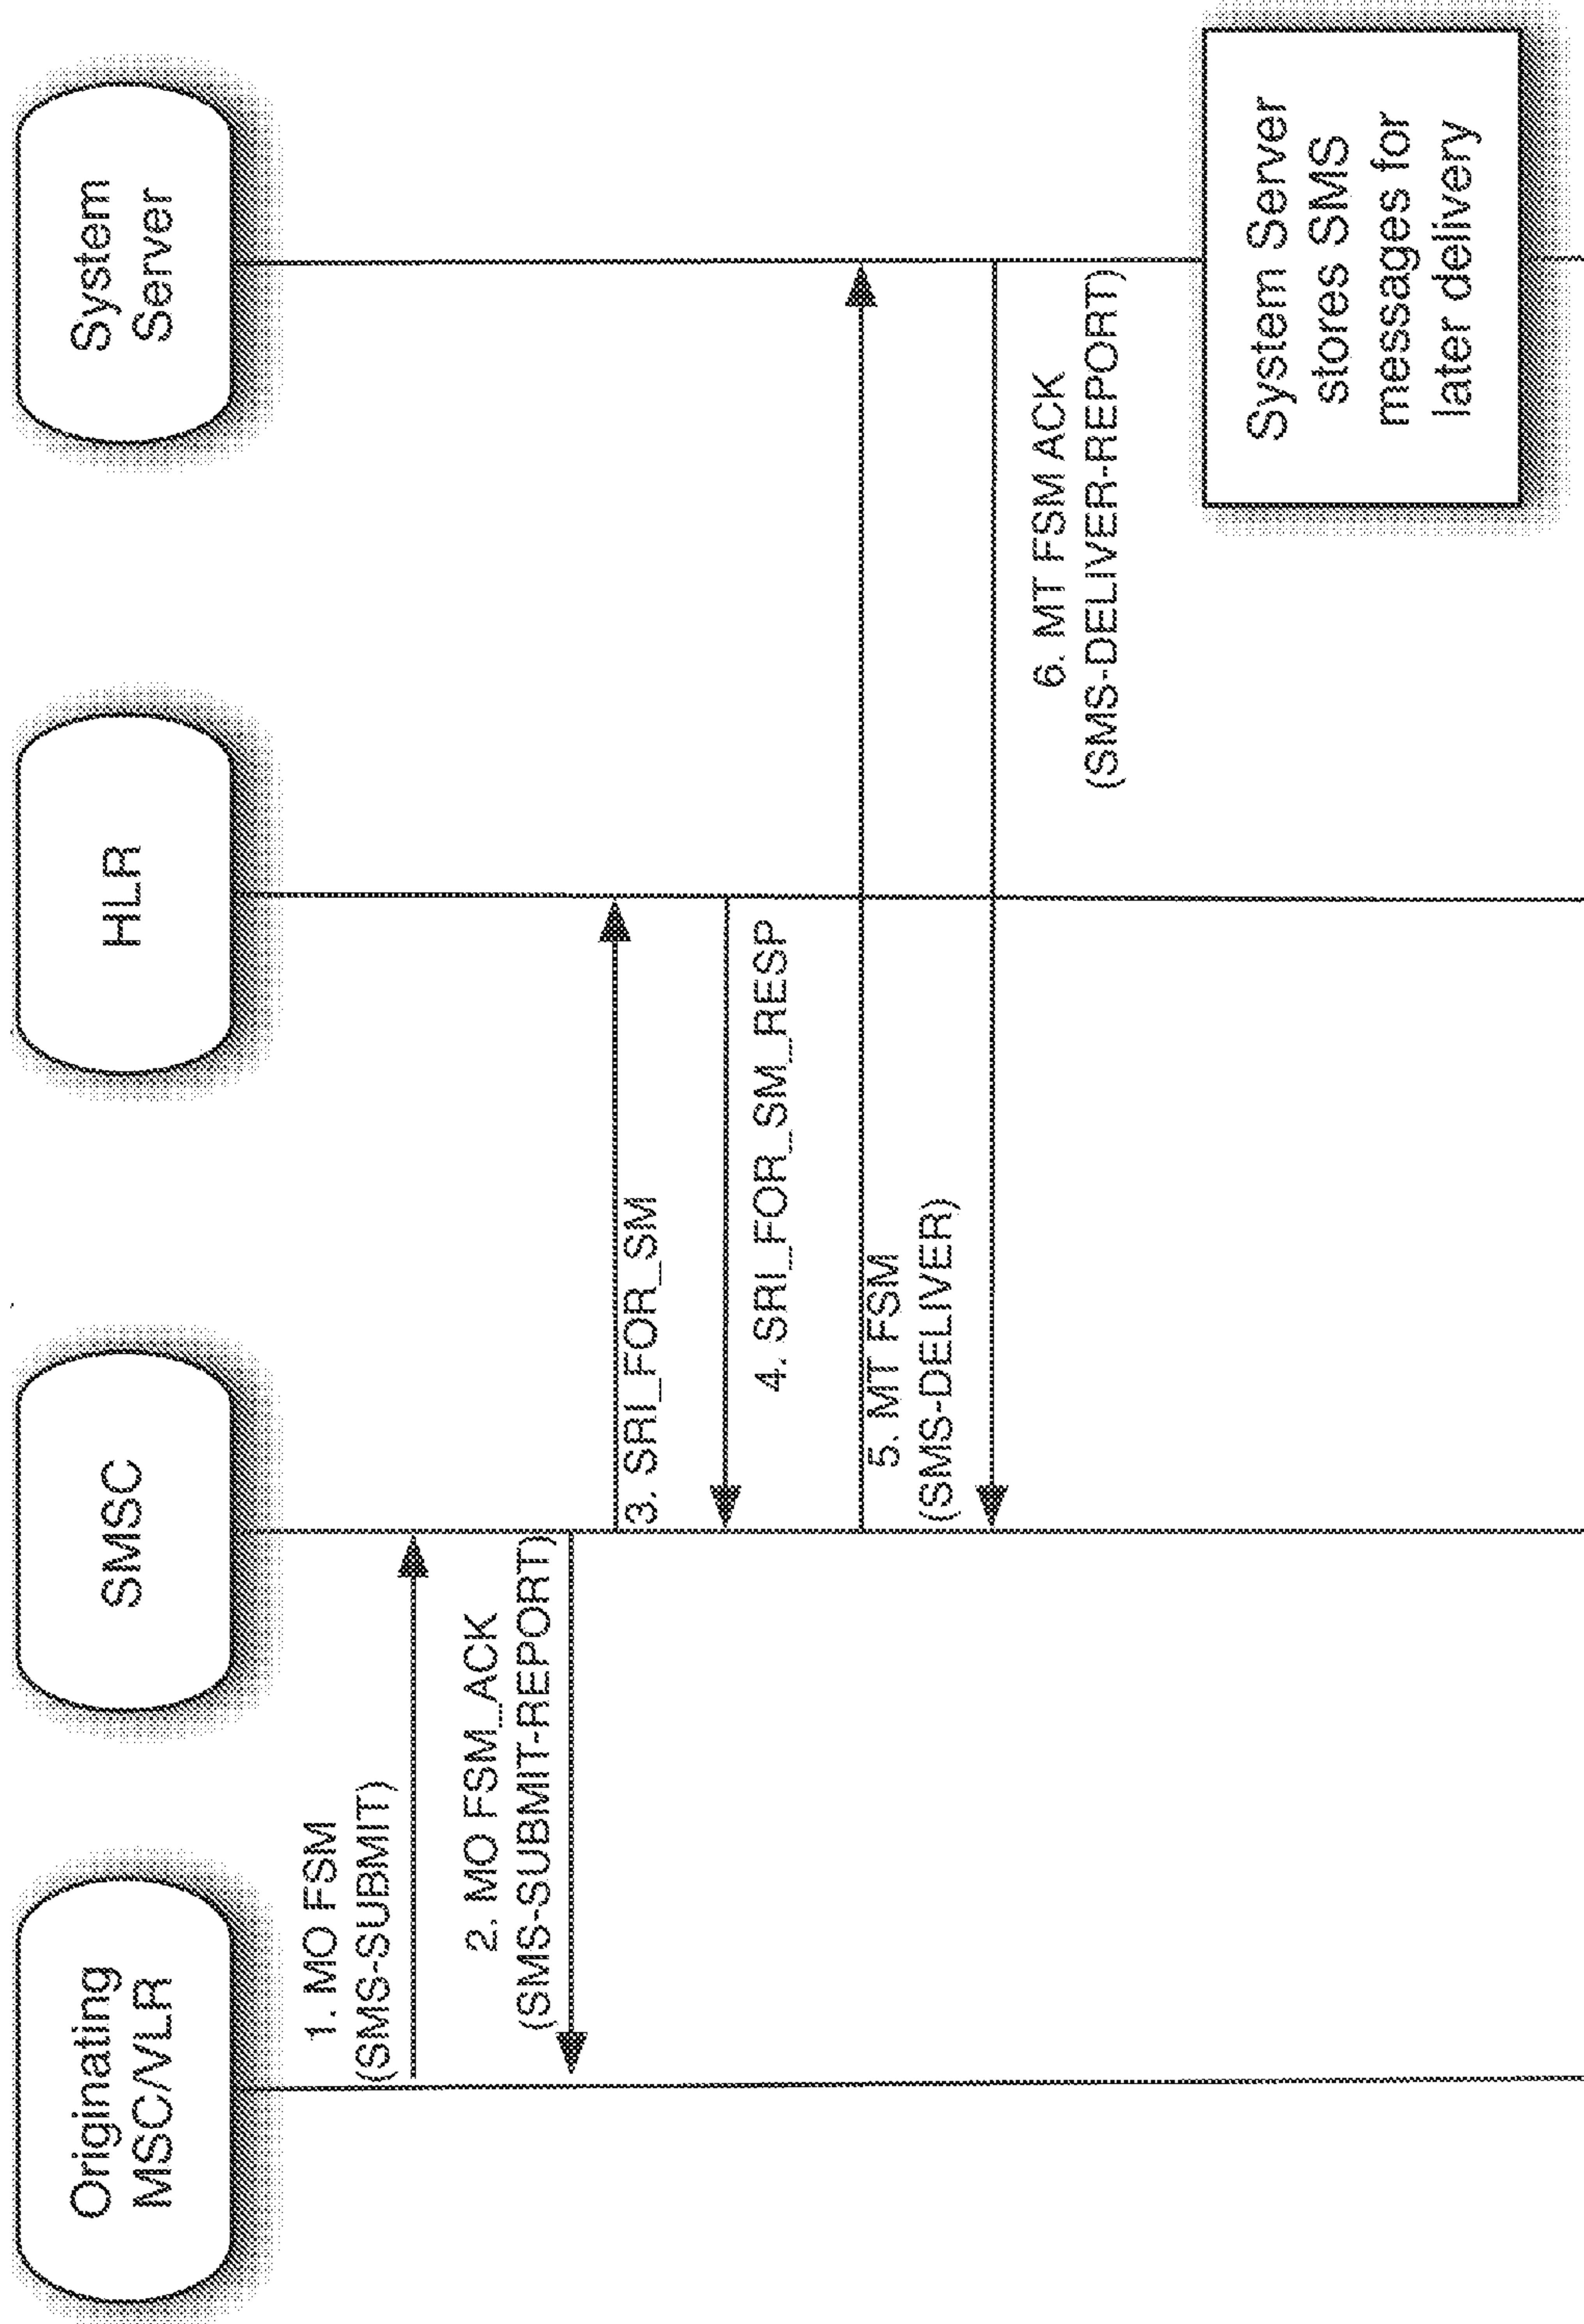 Originating
MSC/VLR
SMSC
HLR
System
Server
1. MO FSM
(SMS-SUBMIT)
2. MO FSM_ACK
(SMS-SUBMIT-REPORT)
3. SRI_FOR_SM
4. SRI_FOR_SM_RESP
5. MT FSM
(SMS-DELIVER)
6. MT FSM ACK
(SMS-DELIVER-REPORT)
System Server
stores SMS
messages for
later delivery